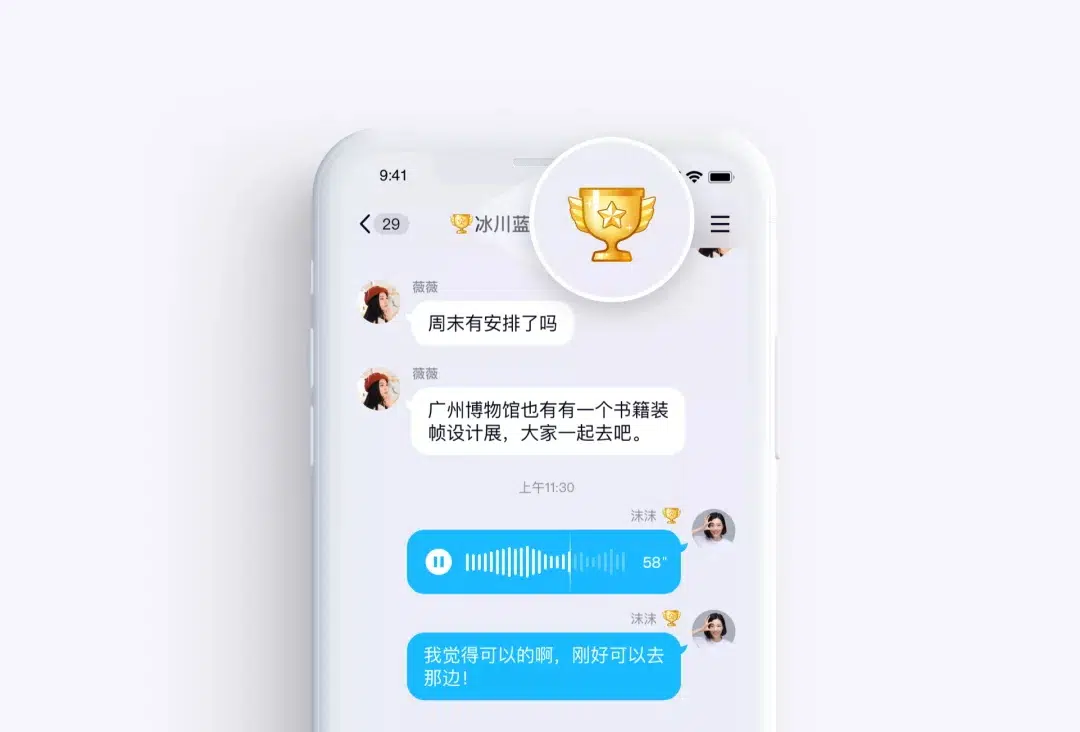 9:41
29
冰川蓝
薇薇
周末有安排了吗
薇薇
广州博物馆也有有一个书籍装
帧设计展，大家一起去吧。
上午11:30
沫沫
58"
沫沫
我觉得可以的啊，刚好可以去
那边！